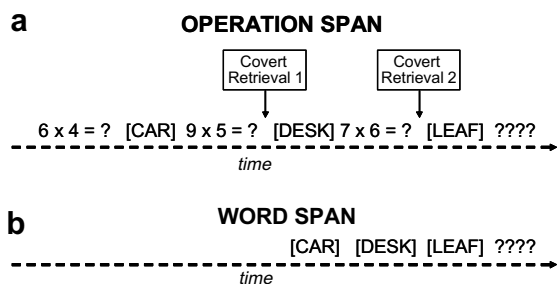 a
OPERATION SPAN
Covert
Retrieval 1
Covert
Retrieval 2
6 x 4 = ? [CAR] 9 x 5 = ? [DESK] 7 x 6 = ? [LEAF] ????
time
b
WORD SPAN
[CAR] [DESK] [LEAF] ????
time